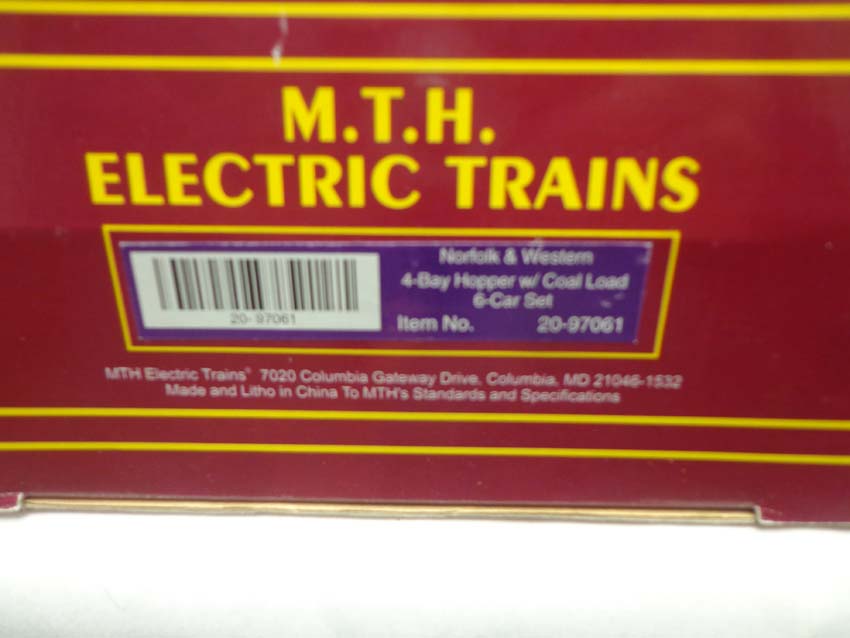 M.T.H.
ELECTRIC TRAINS
Norfolk & Western
4-Bay Hopper w/ Coal Load
6-Car Set
20-97061
Item No. 20-97061
MTH Electric Trains® 7020 Columbia Gateway Drive, Columbia, MD 21046-1532
Made and Litho in China To MTH's Standards and Specifications